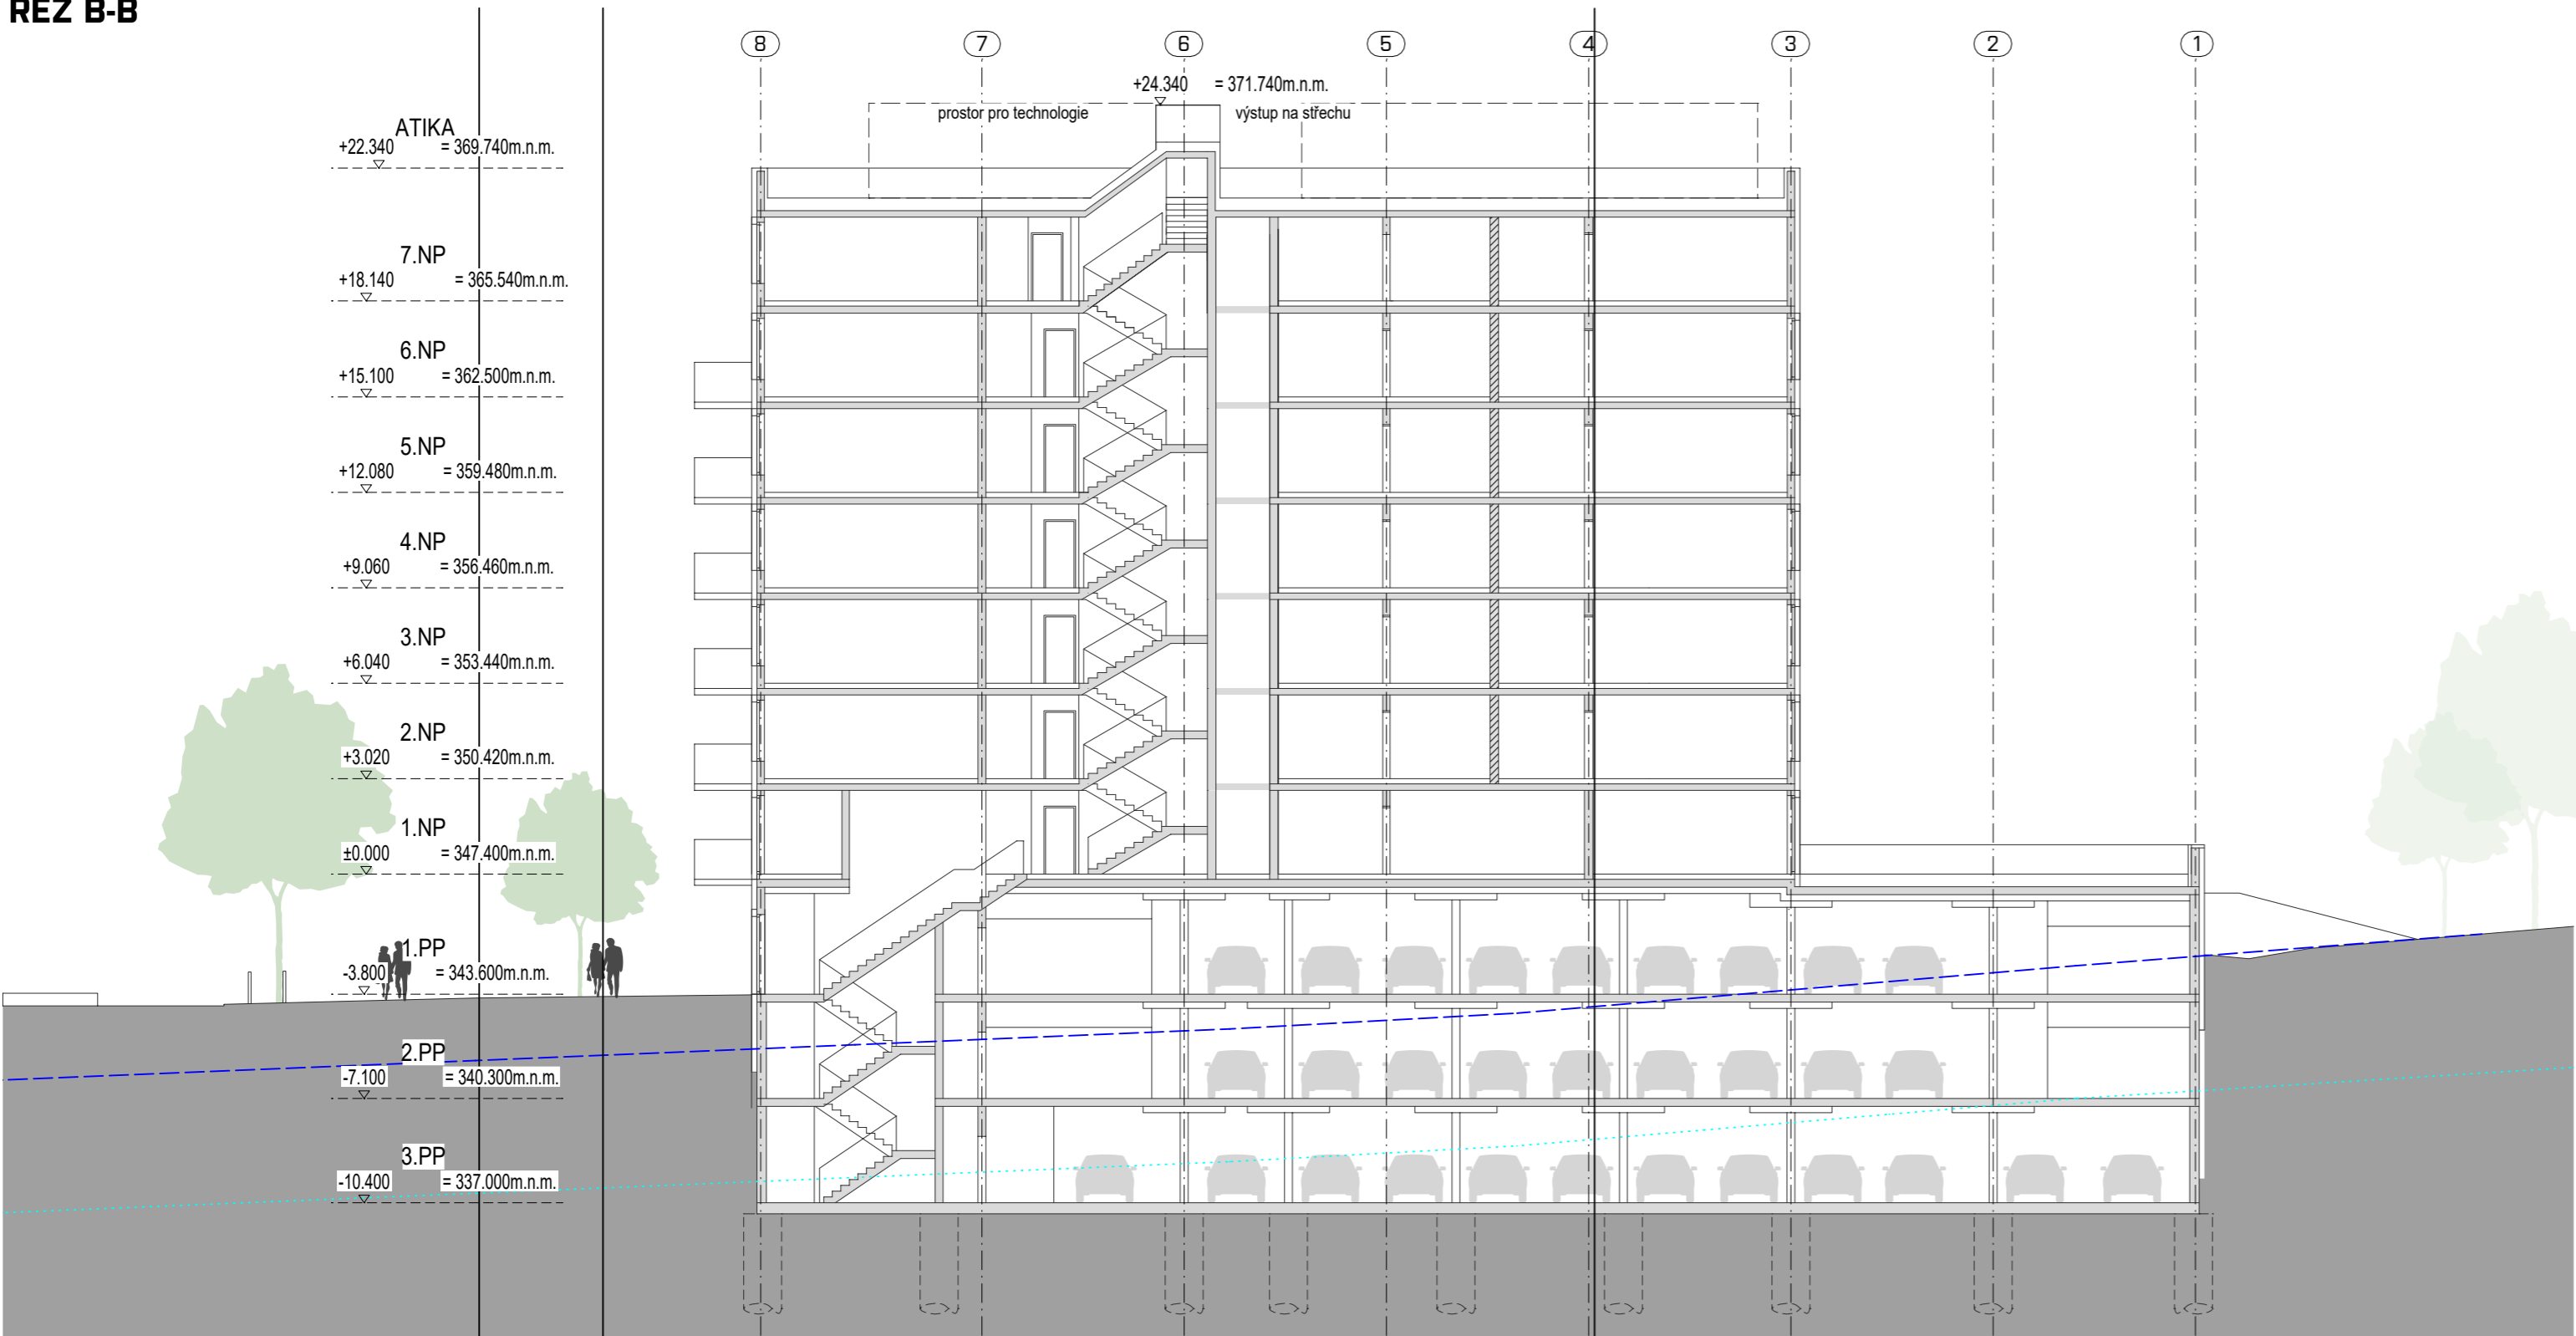 ŘEZ B-B
8 7 6 5 4 3 2 1
+24.340 = 371.740m.n.m.
prostor pro technologie výstup na střechu
ATIKA
+22.340 = 369.740m.n.m.
7.NP
+18.140 = 365.540m.n.m.
6.NP
+15.100 = 362.500m.n.m.
5.NP
+12.080 = 359.480m.n.m.
4.NP
+9.060 = 356.460m.n.m.
3.NP
+6.040 = 353.440m.n.m.
2.NP
+3.020 = 350.420m.n.m.
1.NP
±0.000 = 347.400m.n.m.
1.PP
-3.800 = 343.600m.n.m.
2.PP
-7.100 = 340.300m.n.m.
3.PP
-10.400 = 337.000m.n.m.